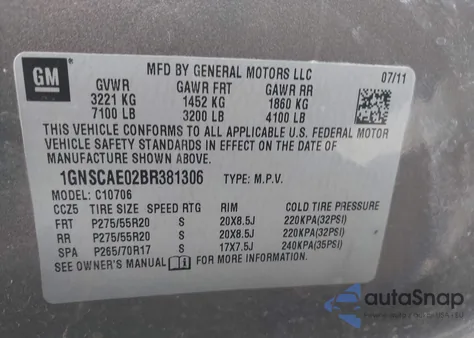 GM
MFD BY GENERAL MOTORS LLC 07/11
GVWR GAWR FRT GAWR RR
3221 KG 1452 KG 1860 KG
7100 LB 3200 LB 4100 LB
THIS VEHICLE CONFORMS TO ALL APPLICABLE U.S. FEDERAL MOTOR
VEHICLE SAFETY STANDARDS IN EFFECT ON THE DATE OF
MANUFACTURE SHOWN ABOVE.
1GNSCAE02BR381306 TYPE: M.P.V.
MODEL: C10706
CCZ5 TIRE SIZE SPEED RTG RIM COLD TIRE PRESSURE
FRT P275/55R20 S 20X8.5J 220KPA(32PSI)
RR P275/55R20 S 20X8.5J 220KPA(32PSI)
SPA P265/70R17 S 17X7.5J 240KPA(35PSI)
SEE OWNER'S MANUAL FOR MORE INFORMATION.
autoSnap